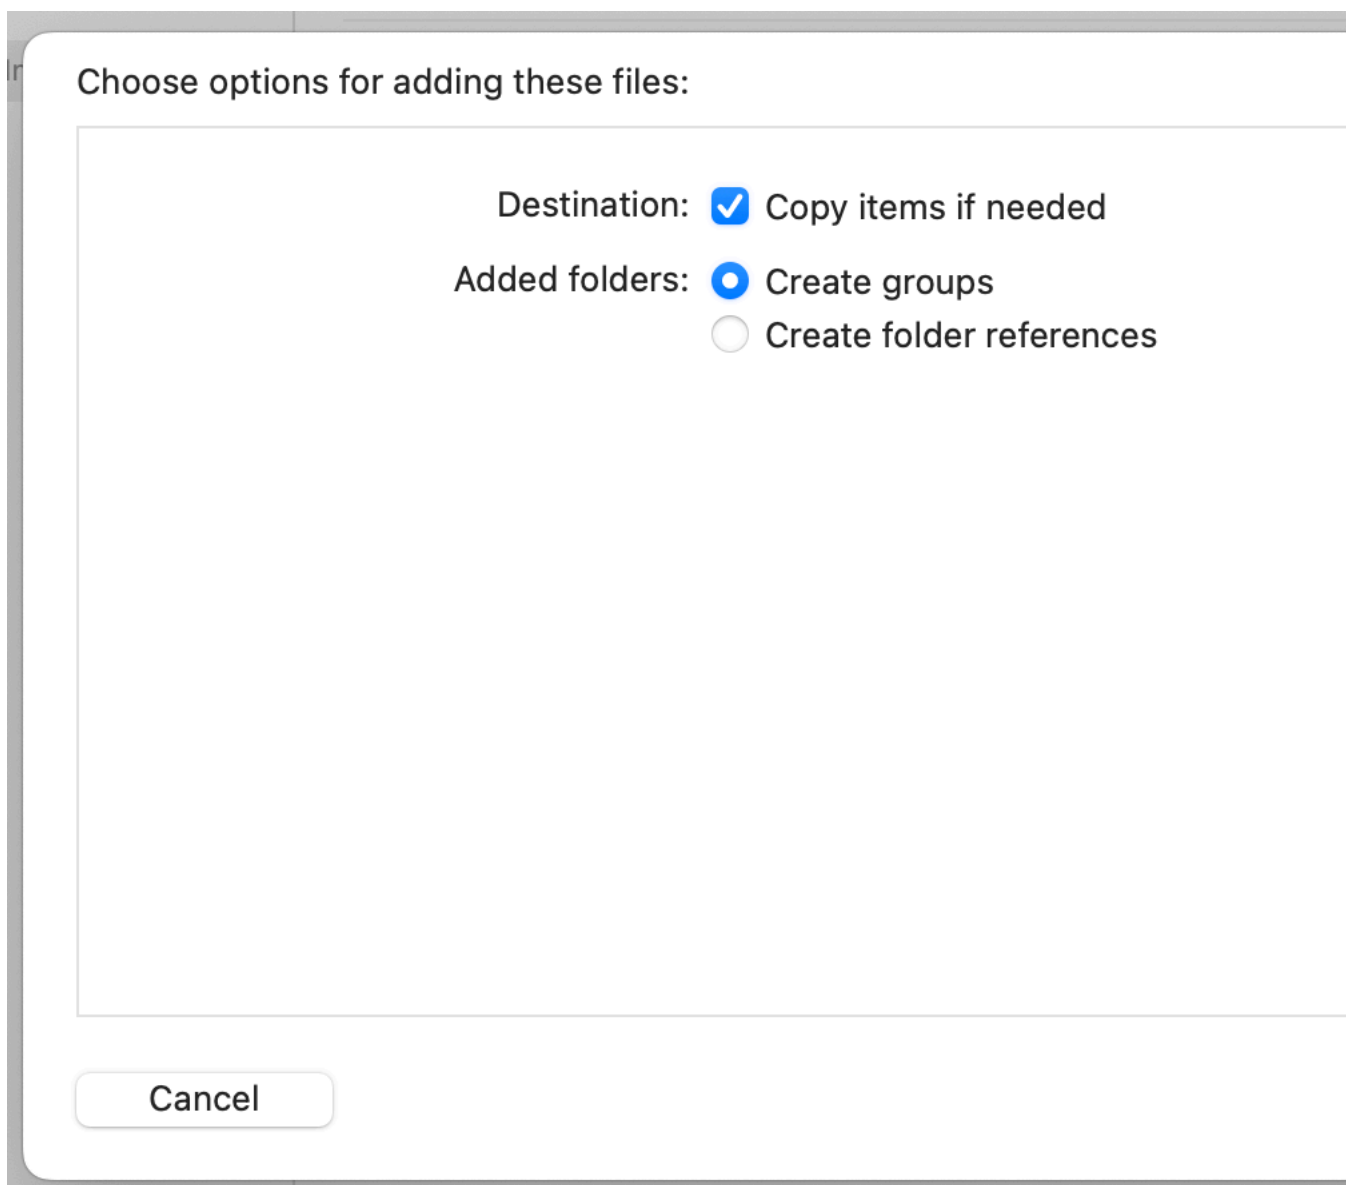 Choose options for adding these files:
Destination: Copy items if needed
Added folders: Create groups
Create folder references
Cancel